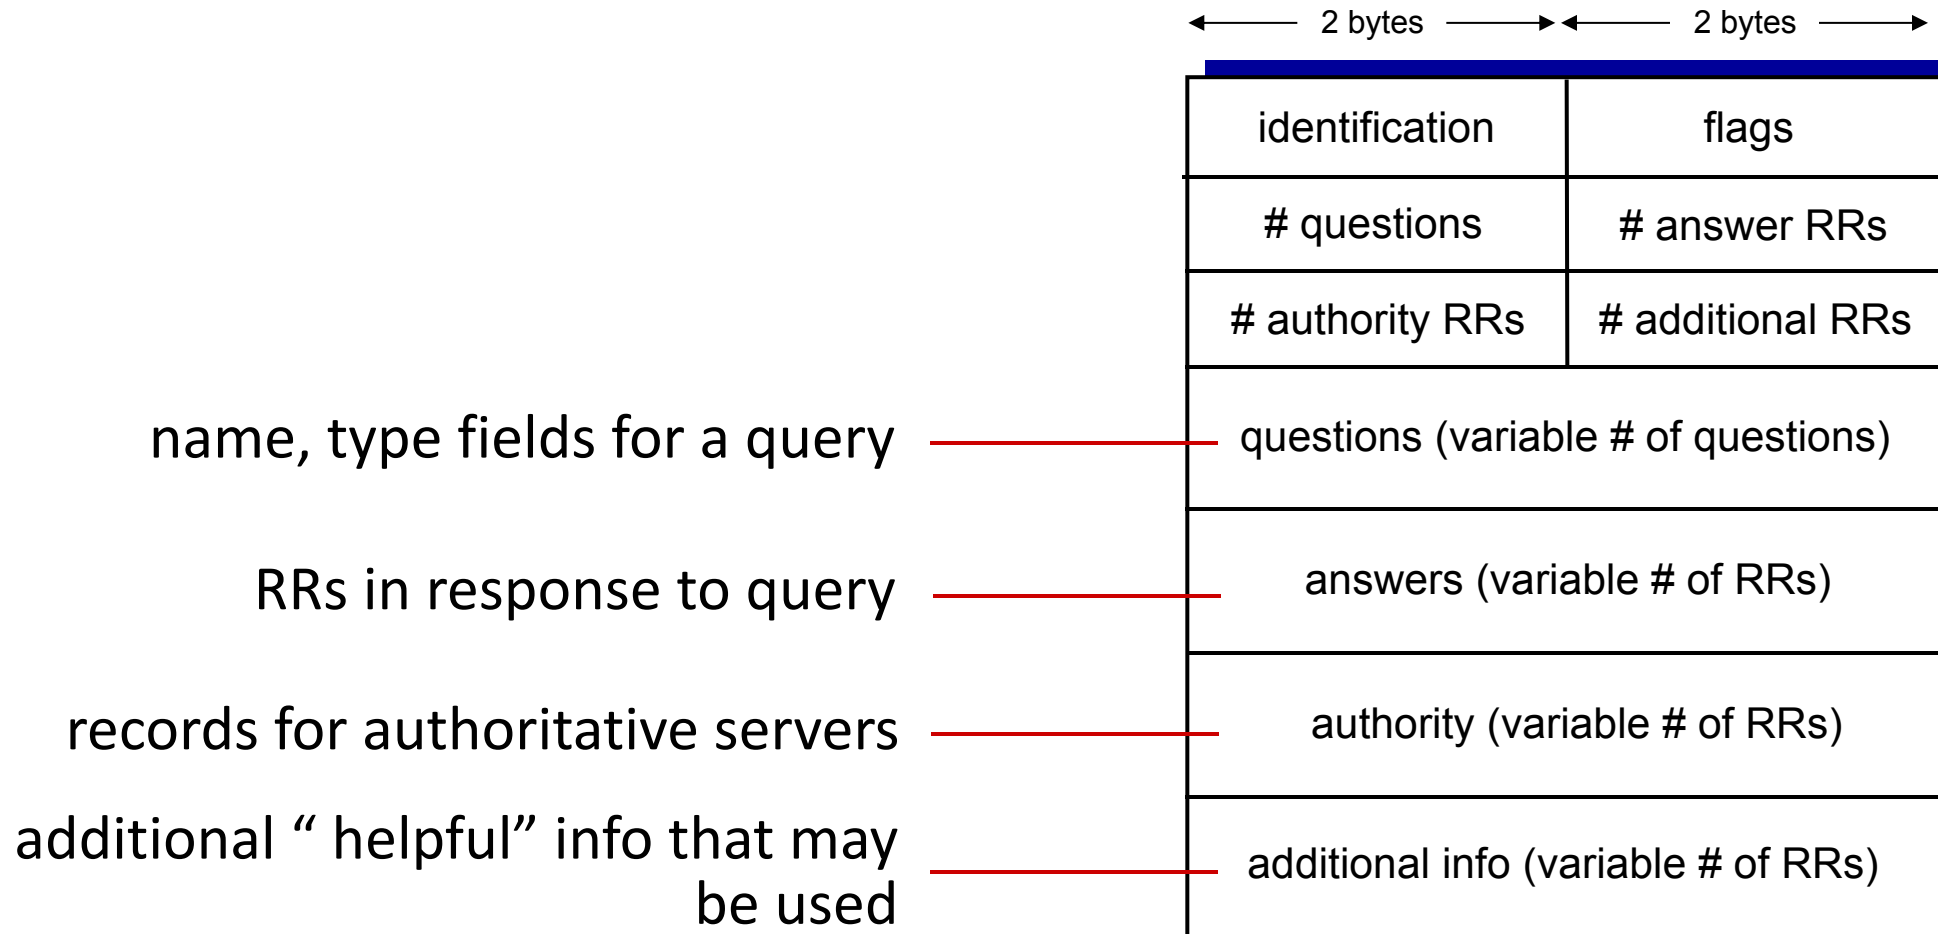 2 bytes 2 bytes
identification flags
# questions # answer RRs
# authority RRs # additional RRs
name, type fields for a query questions (variable # of questions)
RRs in response to query answers (variable # of RRs)
records for authoritative servers authority (variable # of RRs)
additional “ helpful” info that may
be used
additional info (variable # of RRs)